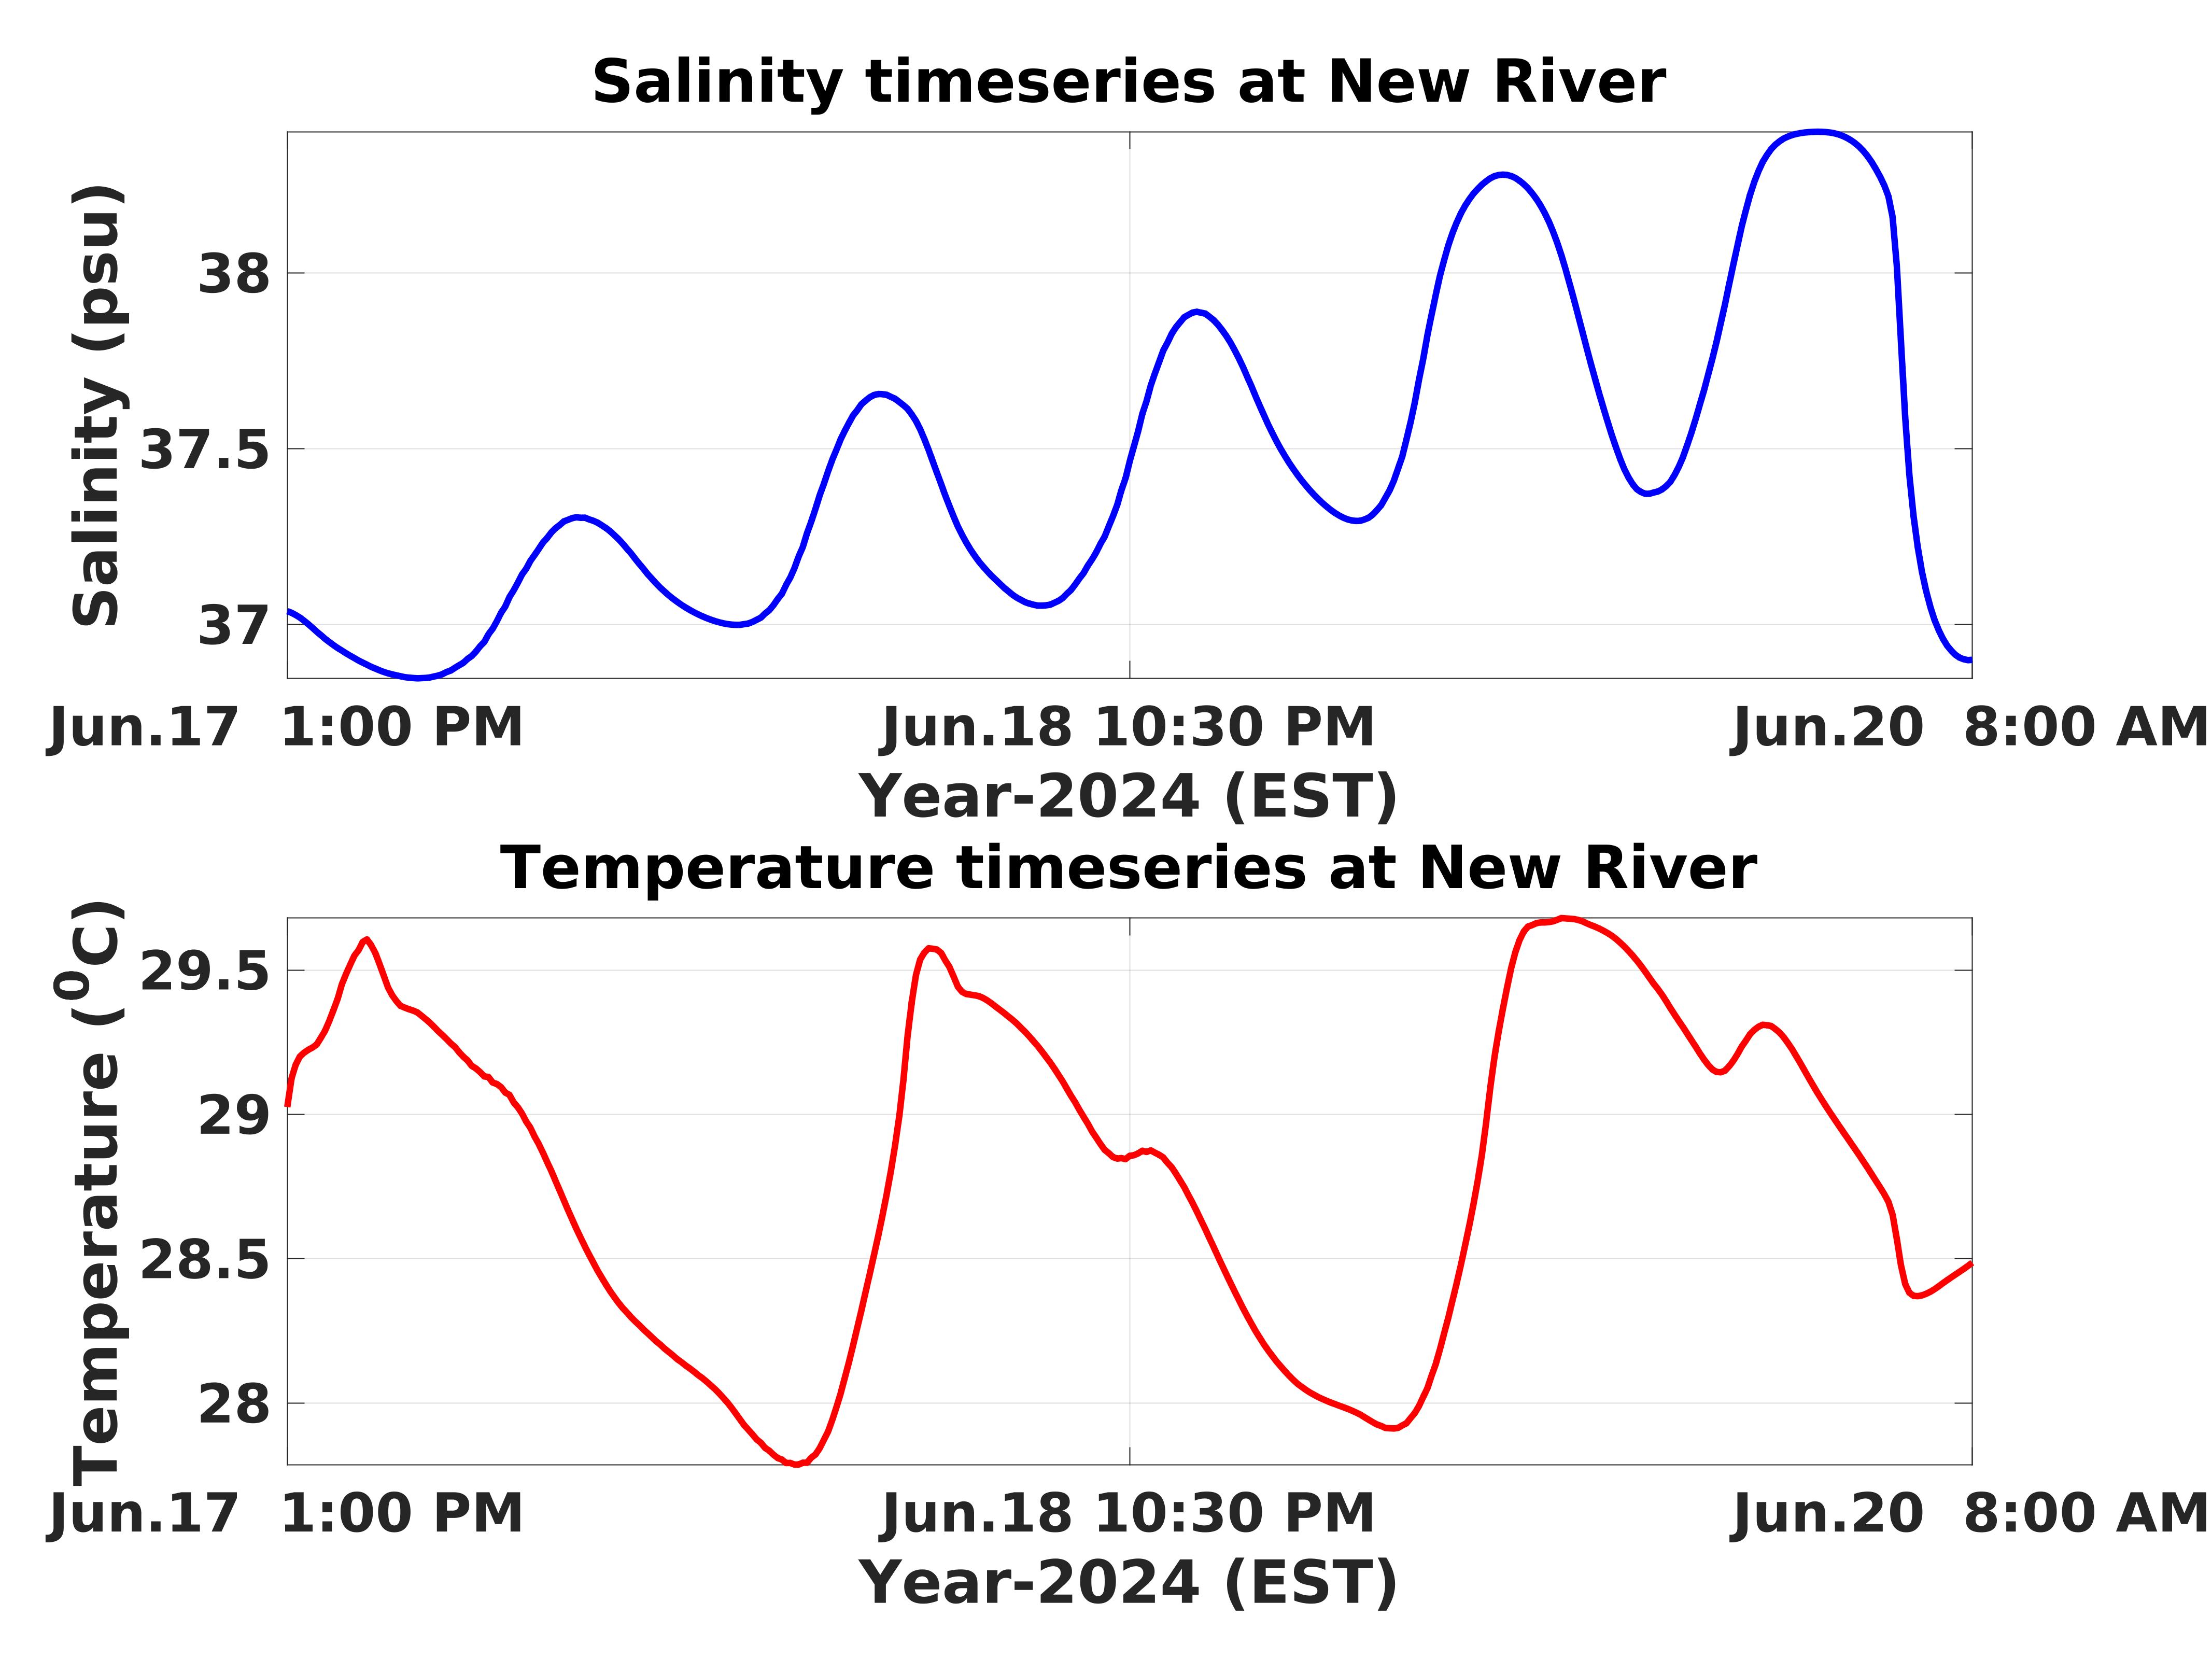 Salinity timeseries at New River
Salinity (psu)
38
37.5
37
Jun.17  1:00 PM Jun.18 10:30 PM Jun.20  8:00 AM
Year-2024 (EST)
Temperature timeseries at New River
Temperature (⁰C)
29.5
29
28.5
28
Jun.17  1:00 PM Jun.18 10:30 PM Jun.20  8:00 AM
Year-2024 (EST)